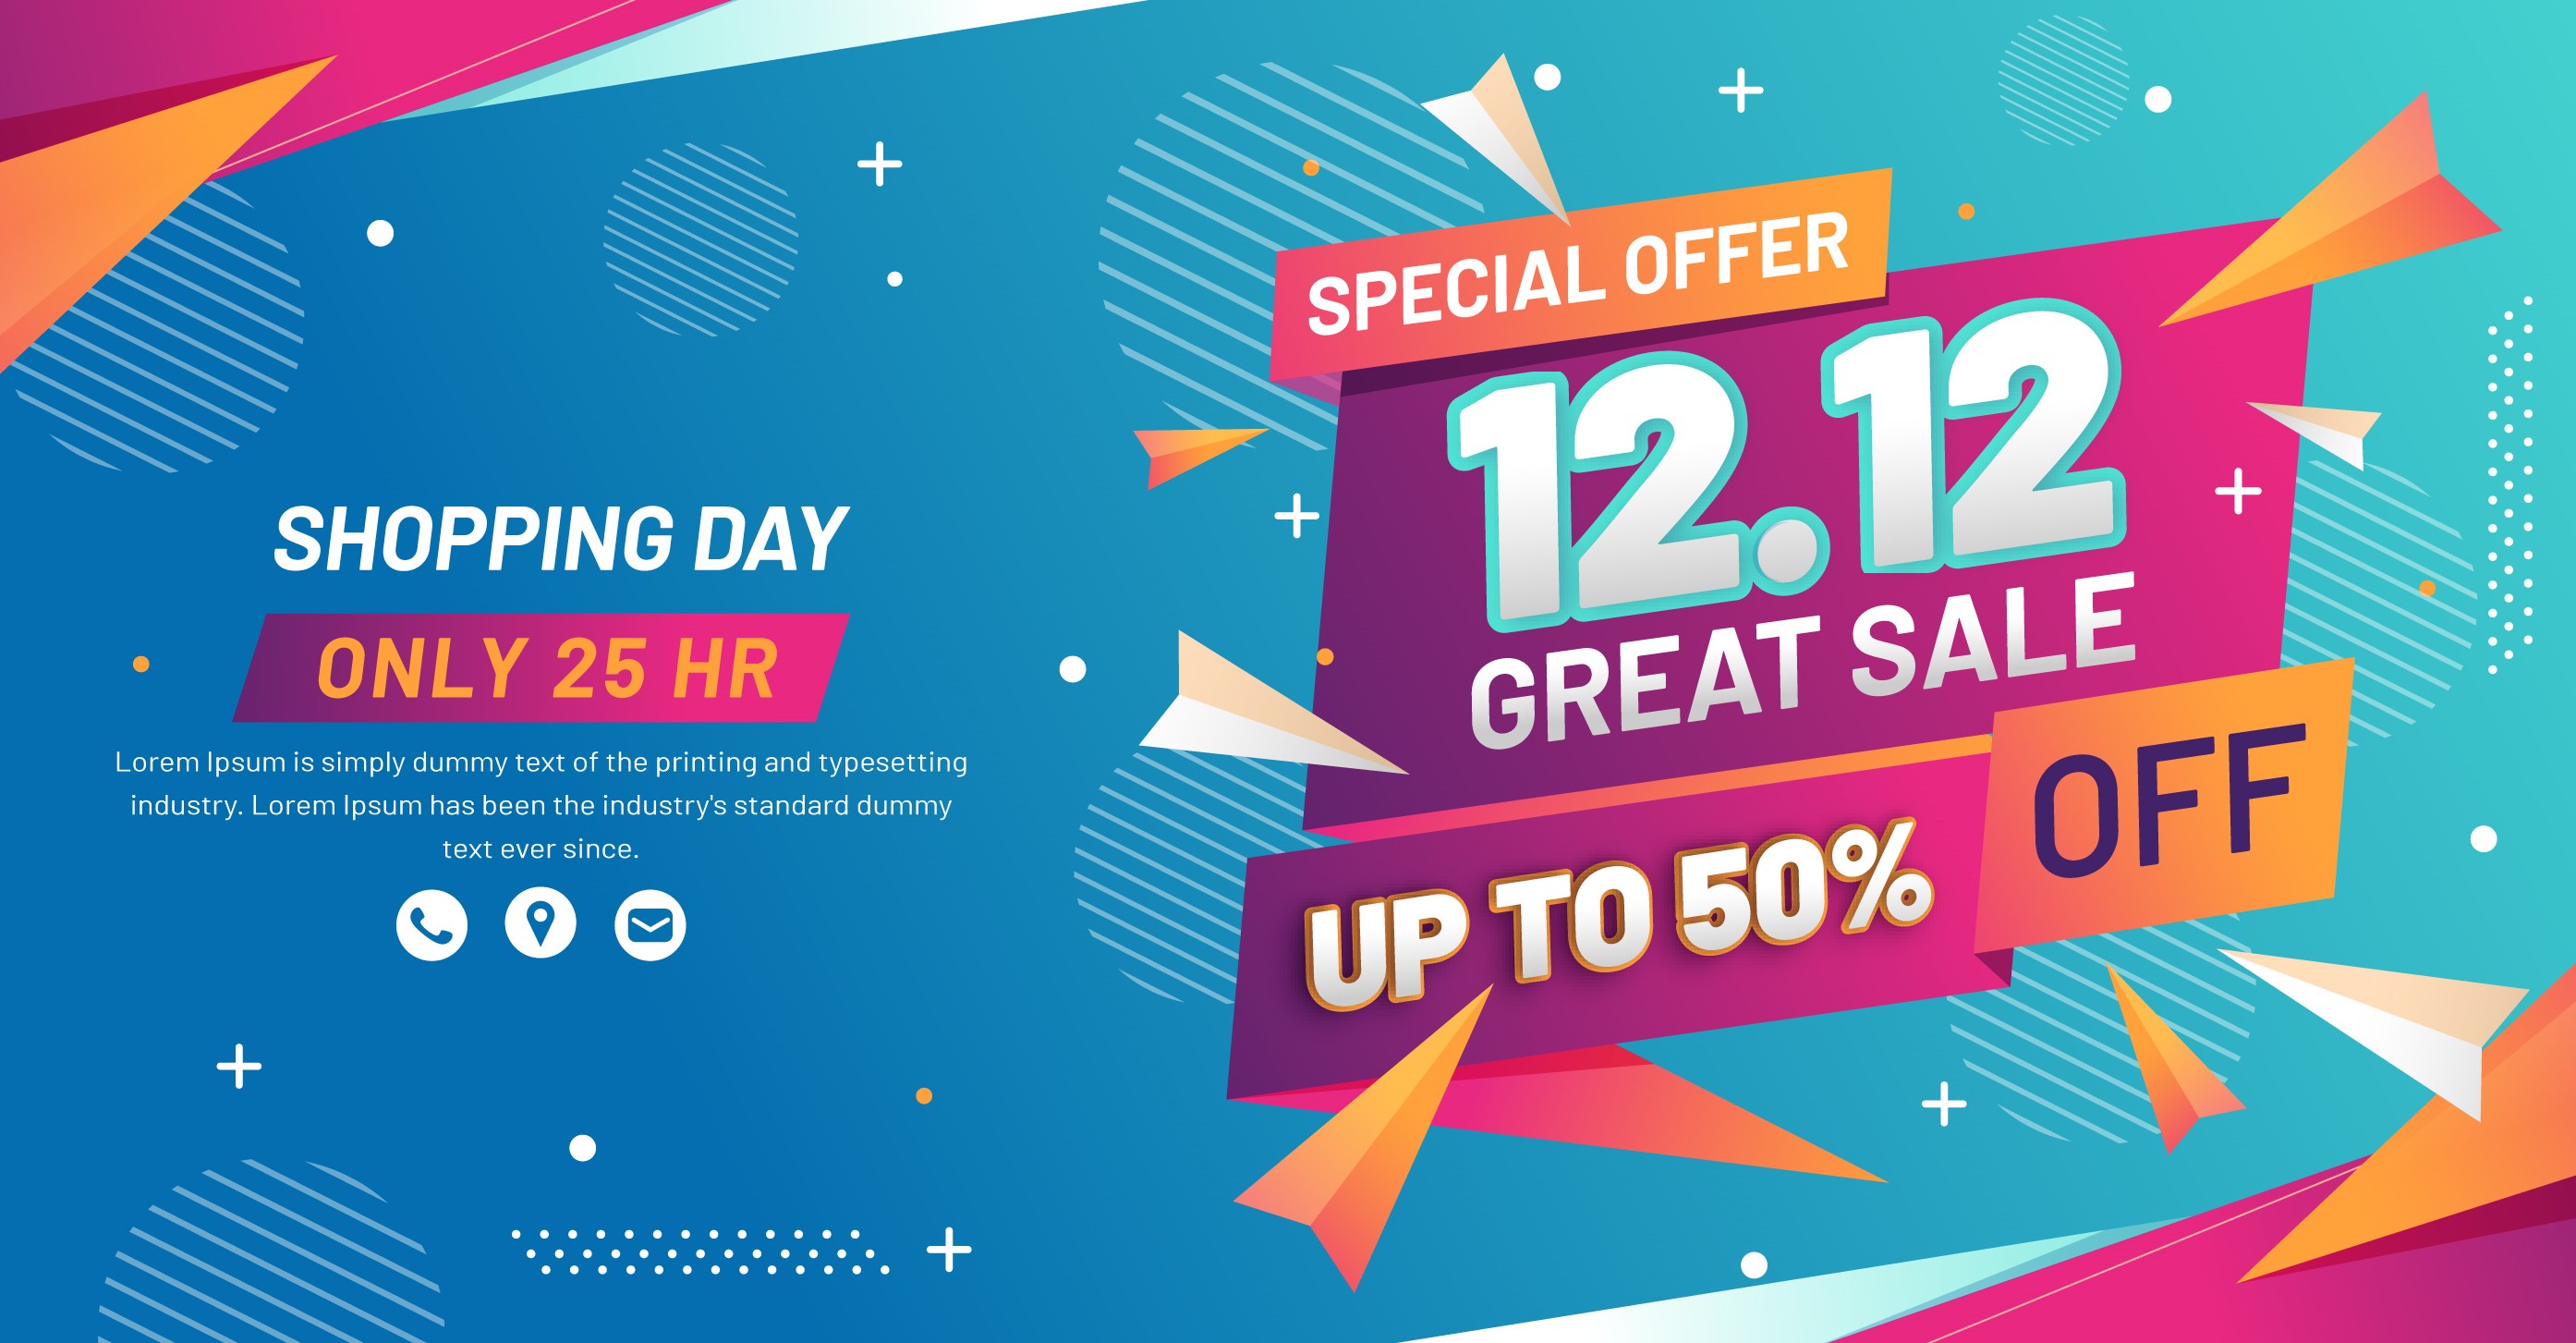 SHOPPING DAY
ONLY 25 HR
Lorem Ipsum is simply dummy text of the printing and typesetting
industry. Lorem Ipsum has been the industry's standard dummy
text ever since.
SPECIAL OFFER
12.12
GREAT SALE
UP TO 50%
OFF